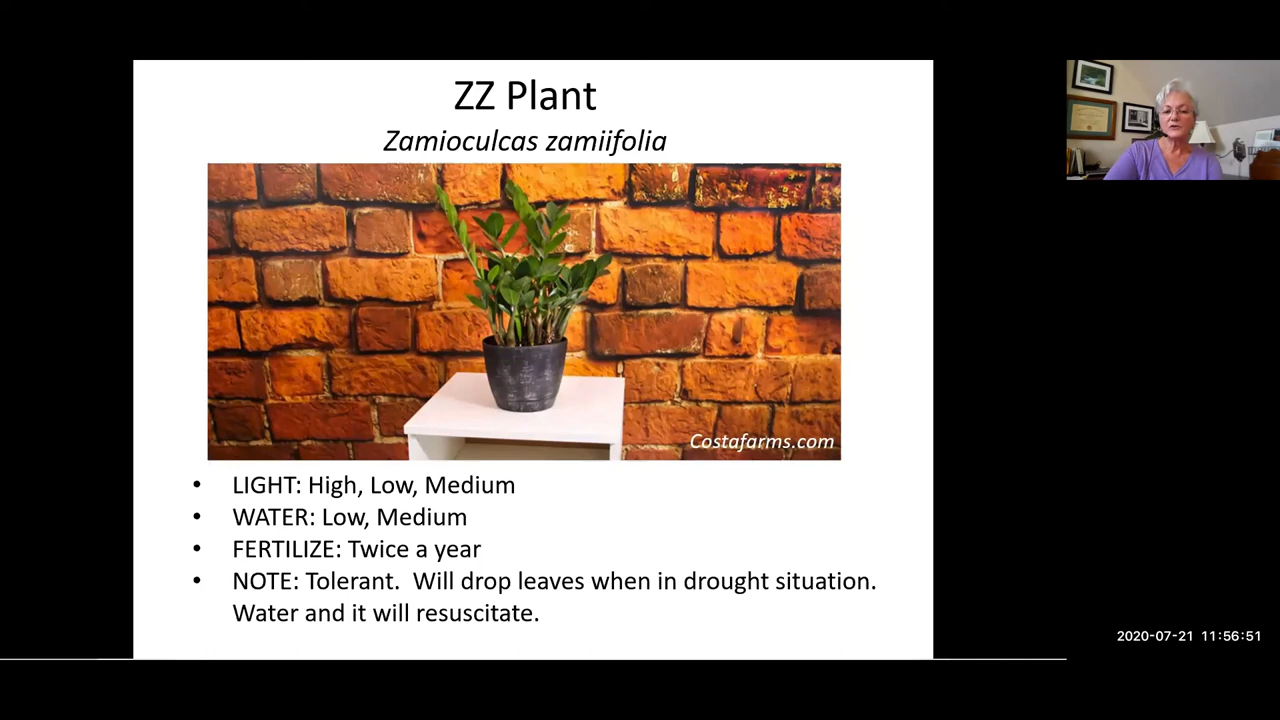 ZZ Plant
Zamioculcas zamiifolia
Costafarms.com
• LIGHT: High, Low, Medium
• WATER: Low, Medium
• FERTILIZE: Twice a year
• NOTE: Tolerant.  Will drop leaves when in drought situation.
Water and it will resuscitate.
2020-07-21 11:56:51